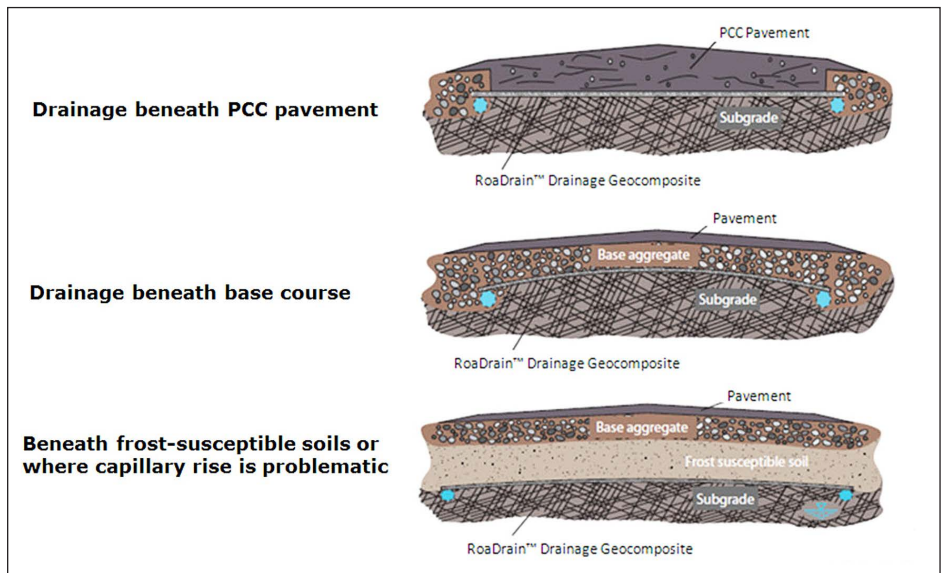 PCC Pavement
Drainage beneath PCC pavement
Subgrade
RoaDrain™ Drainage Geocomposite
Pavement
Base aggregate
Drainage beneath base course
Subgrade
RoaDrain™ Drainage Geocomposite
Pavement
Base aggregate
Beneath frost-susceptible soils or
where capillary rise is problematic
Frost susceptible soil
Subgrade
RoaDrain™ Drainage Geocomposite